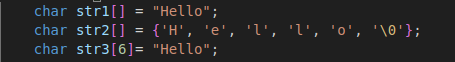 char str1[] = "Hello";
char str2[] = {'H', 'e', 'l', 'l', 'o', '\0'};
char str3[6]= "Hello";